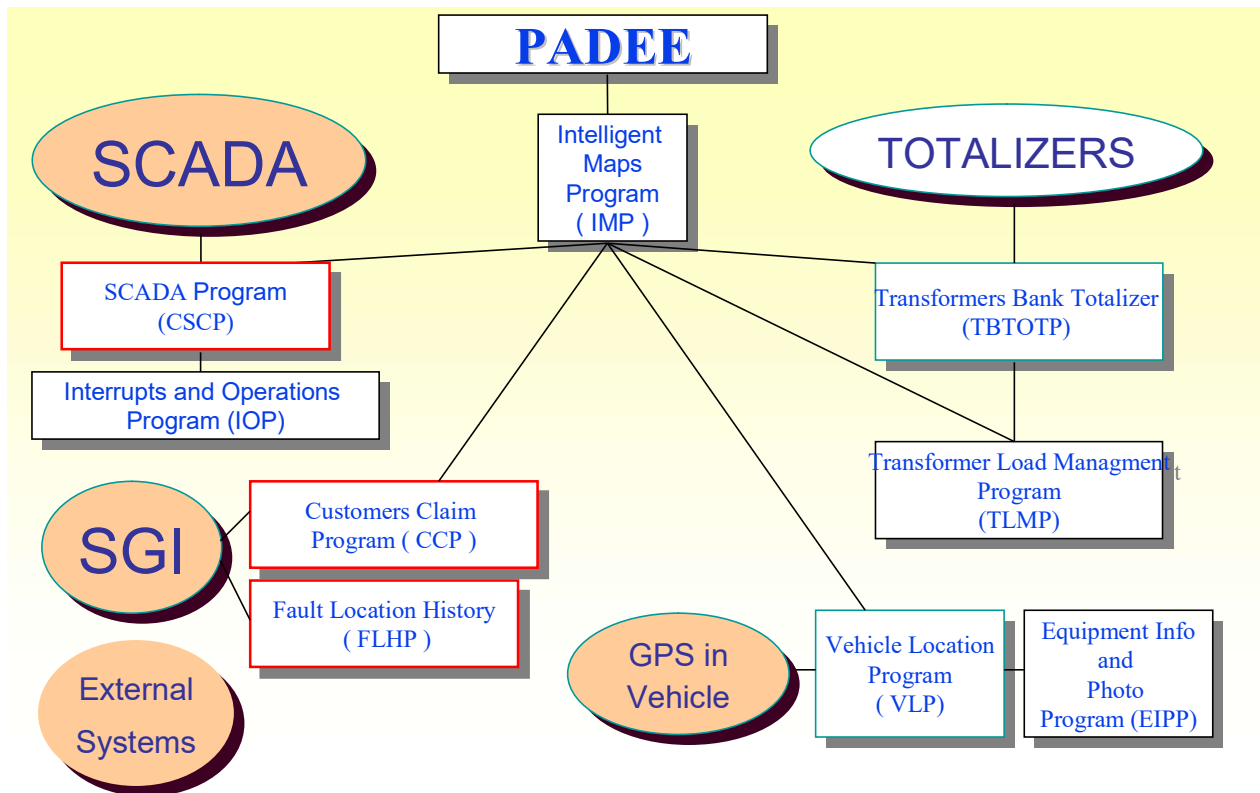 PADEE
Intelligent
Maps
Program
( IMP )
SCADA
TOTALIZERS
SCADA Program
(CSCP)
Transformers Bank Totalizer
(TBTOTP)
Interrupts and Operations
Program (IOP)
Transformer Load Managment
t
Program
(TLMP)
SGI
Customers Claim
Program ( CCP )
Fault Location History
( FLHP )
GPS in
Vehicle
Vehicle Location
Program
( VLP)
Equipment Info
and
Photo
Program (EIPP)
External
Systems